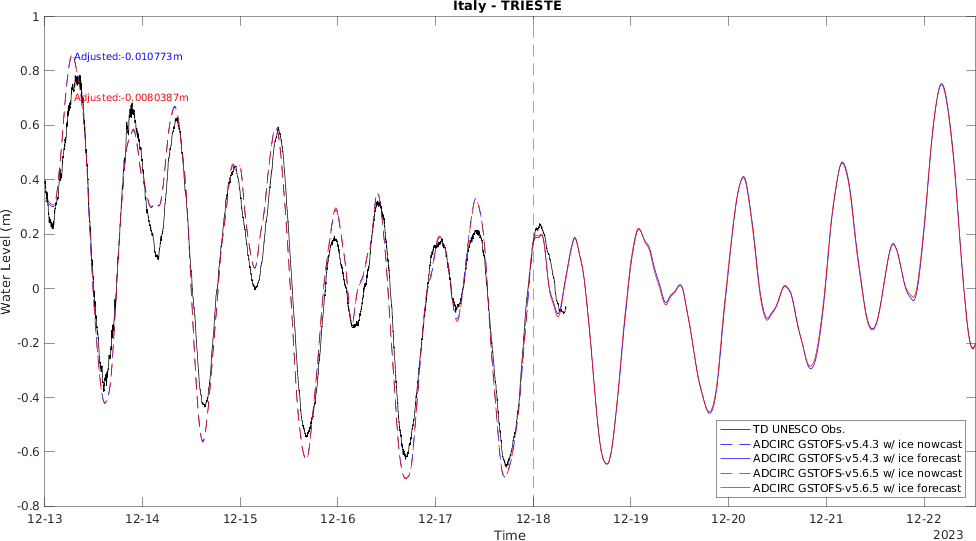 Italy - TRIESTE
Adjusted:-0.010773m
Adjusted:-0.0080387m
Water Level (m)
1
0.8
0.6
0.4
0.2
0
-0.2
-0.4
-0.6
-0.8
TD UNESCO Obs.
ADCIRC GSTOFS-v5.4.3 w/ ice nowcast
ADCIRC GSTOFS-v5.4.3 w/ ice forecast
ADCIRC GSTOFS-v5.6.5 w/ ice nowcast
ADCIRC GSTOFS-v5.6.5 w/ ice forecast
12-13 12-14 12-15 12-16 12-17 12-18 12-19 12-20 12-21 12-22
Time
2023